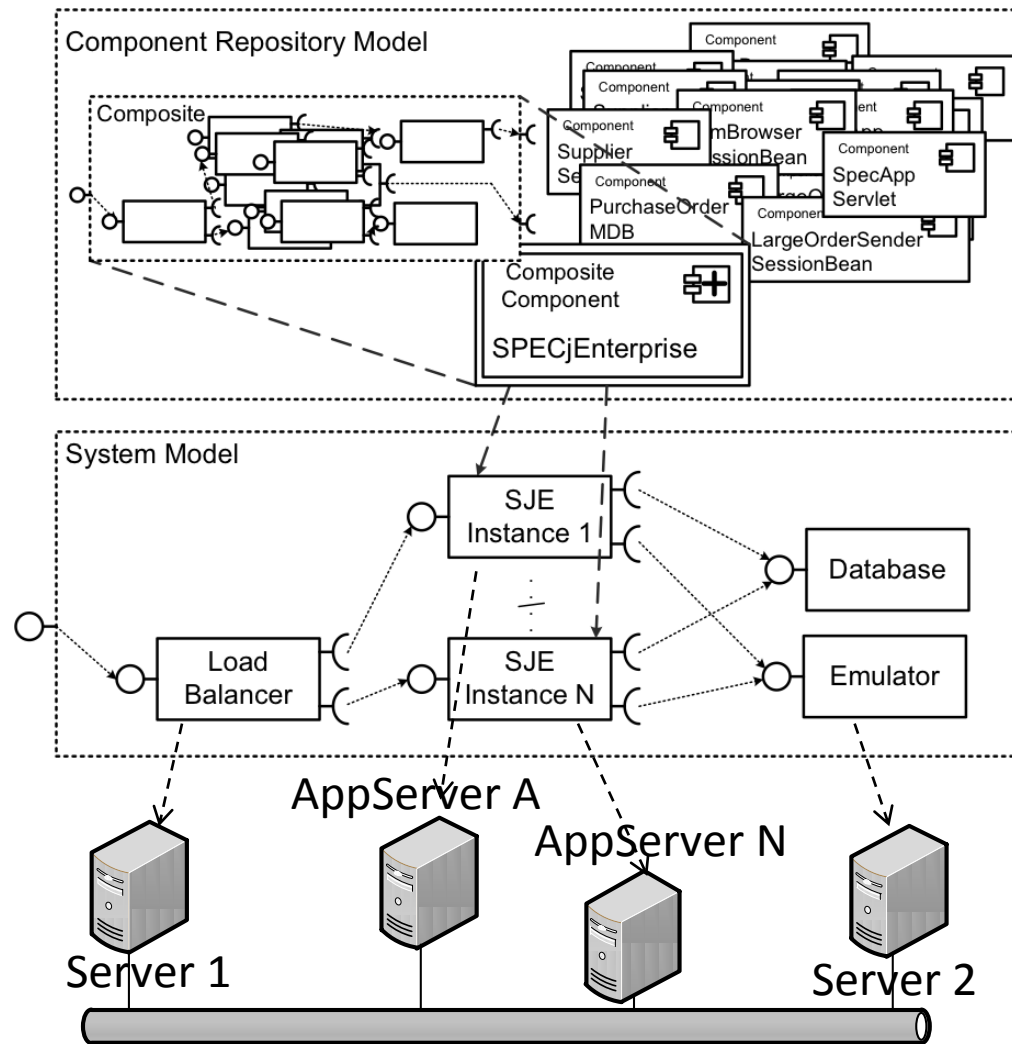 Component Repository Model
Composite
Component
Component
Component
Component
Component
Supplier
Component
SessionBean
Component
SpecApp
Servlet
Component
PurchaseOrder
MDB
Component
LargeOrderSender
SessionBean
Composite
Component
SPECjEnterprise
System Model
SJE
Instance 1
Load
Balancer
SJE
Instance N
Database
Emulator
AppServer A
AppServer N
Server 1
Server 2